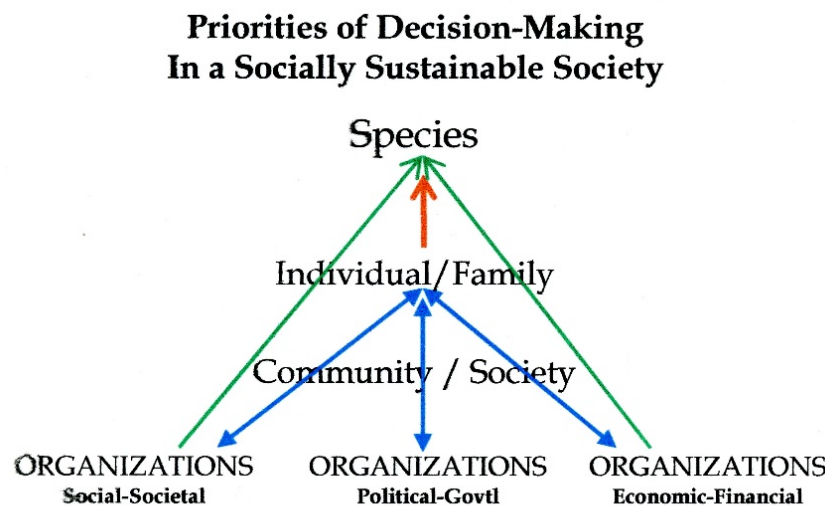 Priorities of Decision-Making
In a Socially Sustainable Society
Species
Individual/Family
Community / Society
ORGANIZATIONS ORGANIZATIONS ORGANIZATIONS
Social-Societal Political-Govtl Economic-Financial